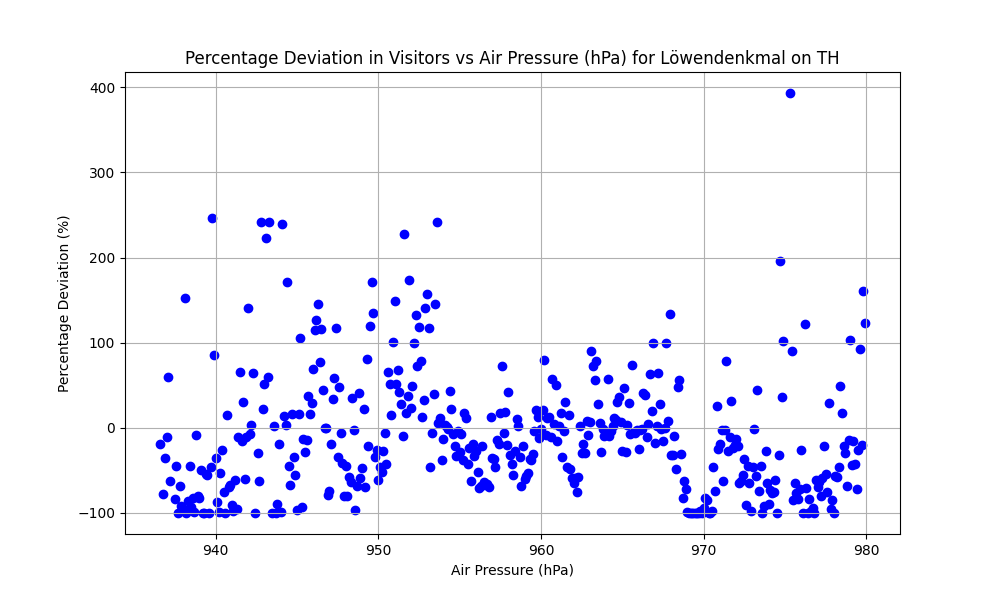 Percentage Deviation in Visitors vs Air Pressure (hPa) for Löwendenkmal on TH
Percentage Deviation (%)
400
300
200
100
0
−100
940 950 960 970 980
Air Pressure (hPa)